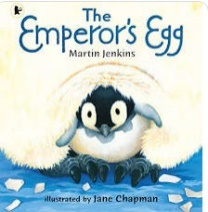 The
Emperor's Egg
Martin Jenkins
illustrated by Jane Chapman